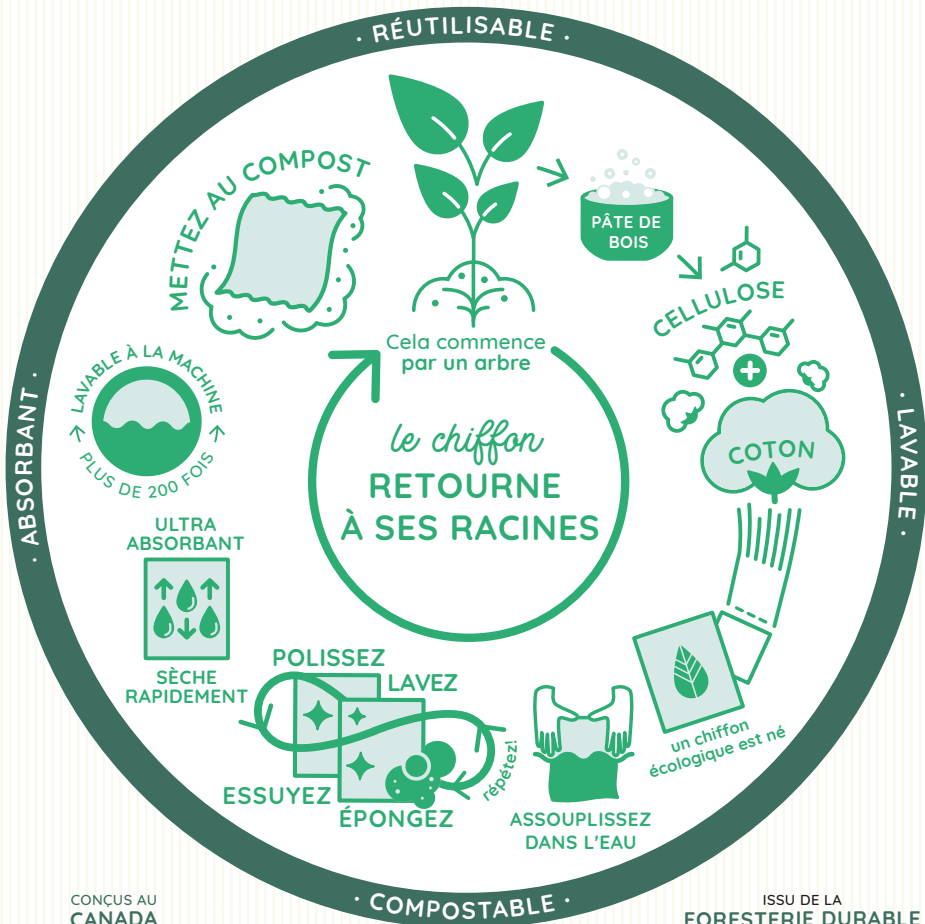 · RÉUTILISABLE ·
METTEZ AU COMPOST
PÂTE DE
BOIS
CELLULOSE
Cela commence
par un arbre
LAVABLE À LA MACHINE
PLUS DE 200 FOIS
le chiffon
RETOURNE
À SES RACINES
COTON
· ABSORBANT ·
· LAVABLE ·
ULTRA
ABSORBANT
SÈCHE
RAPIDEMENT
POLISSEZ
LAVEZ
ESSUYEZ
ÉPONGEZ
répétez!
ASSOUPLISSEZ
DANS L'EAU
un chiffon
écologique est né
· COMPOSTABLE ·
CONÇUS AU
CANADA
ISSU DE LA
FORESTERIE DURABLE